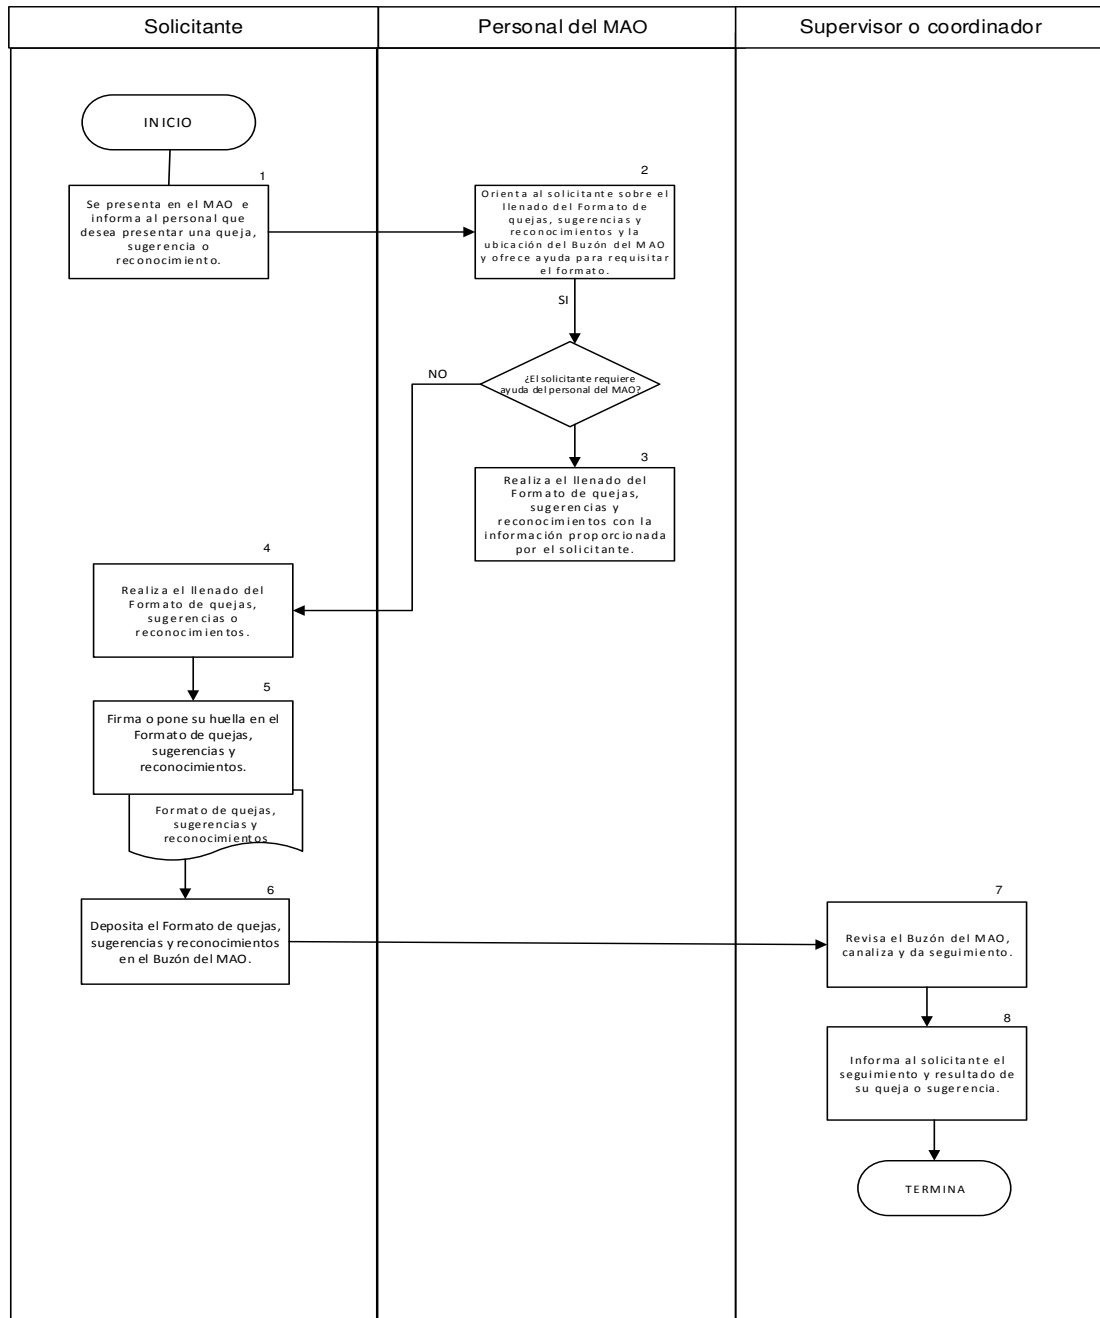 Solicitante
Personal del MAO
Supervisor o coordinador
INICIO
1
Se presenta en el MAO e
informa al personal que
desea presentar una queja,
sugerencia o
reconocimiento.
2
Orienta al solicitante sobre el
llenado del Formato de
quejas, sugerencias y
reconocimientos y la
ubicación del Buzón del MAO
y ofrece ayuda para requisitar
el formato.
SI
¿El solicitante requiere
ayuda del personal del MAO?
NO
3
Realiza el llenado del
Formato de quejas,
sugerencias y
reconocimientos con la
información proporcionada
por el solicitante.
4
Realiza el llenado del
Formato de quejas,
sugerencias o
reconocimientos.
5
Firma o pone su huella en el
Formato de quejas,
sugerencias y
reconocimientos.
Formato de quejas,
sugerencias y
reconocimientos
6
Deposita el Formato de quejas,
sugerencias y reconocimientos
en el Buzón del MAO.
7
Revisa el Buzón del MAO,
canaliza y da seguimiento.
8
Informa al solicitante el
seguimiento y resultado de
su queja o sugerencia.
TERMINA